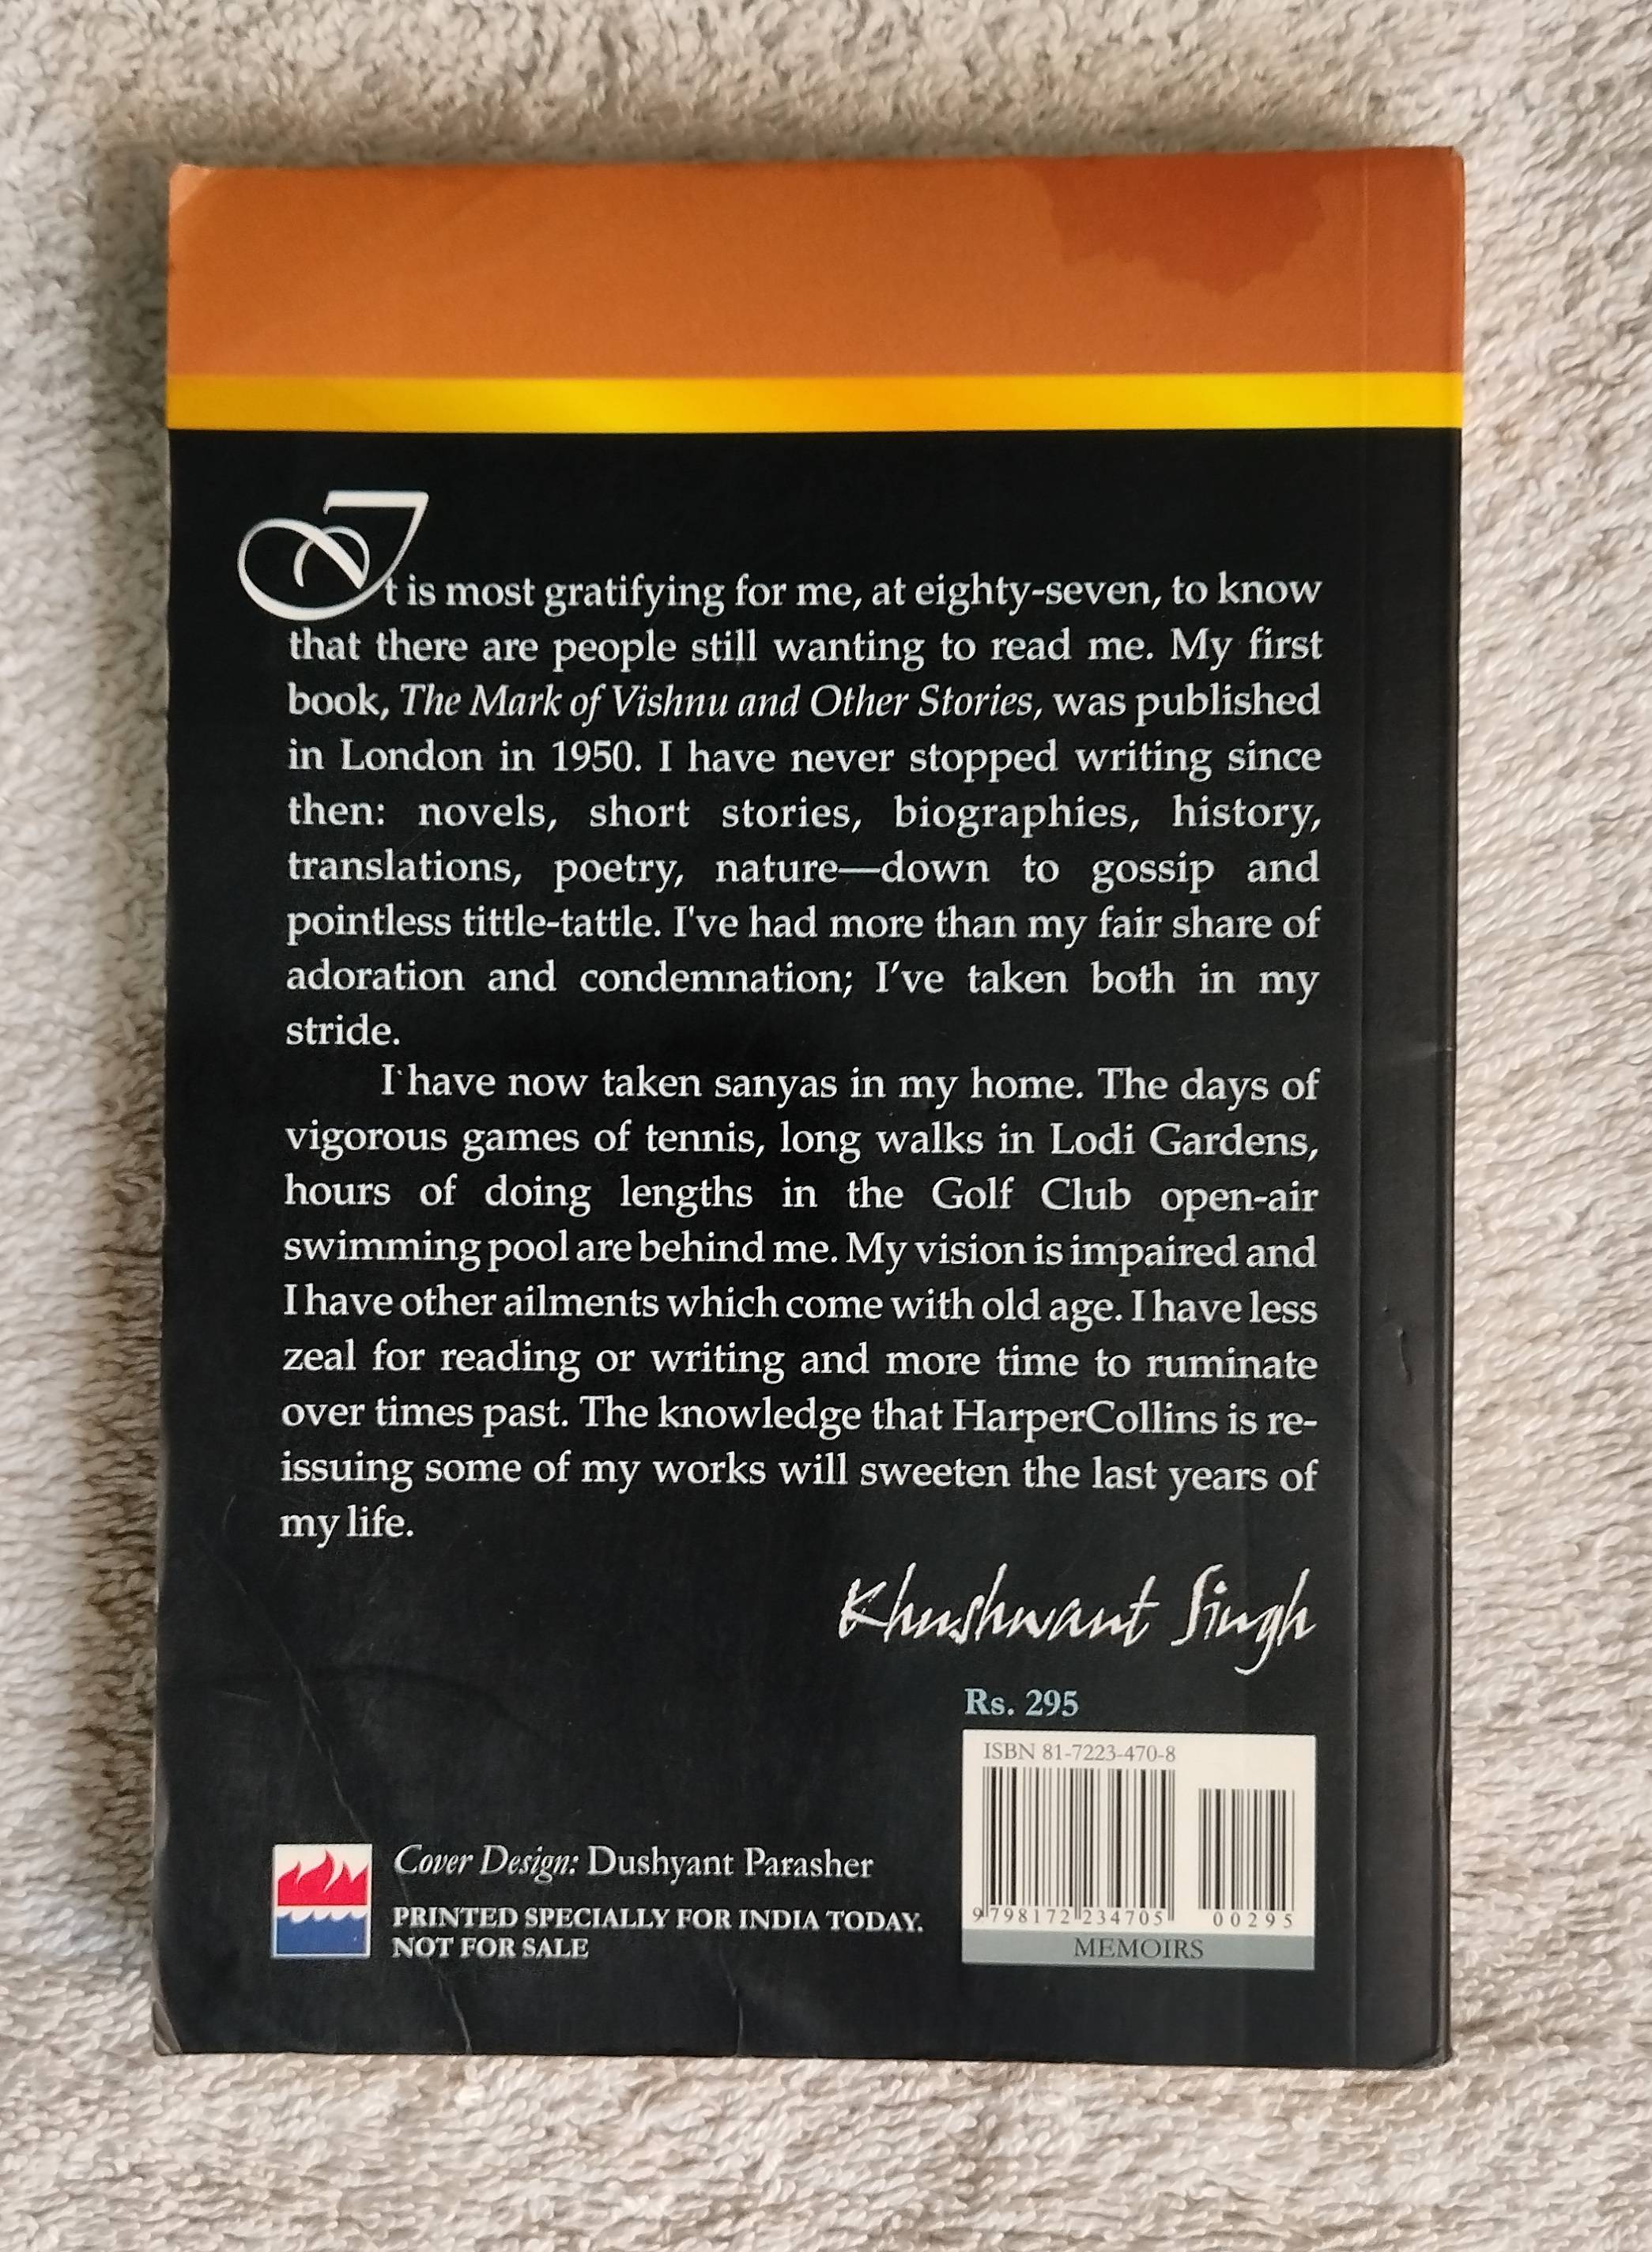 It is most gratifying for me, at eighty-seven, to know
that there are people still wanting to read me. My first
book, The Mark of Vishnu and Other Stories, was published
in London in 1950. I have never stopped writing since
then: novels, short stories, biographies, history,
translations, poetry, nature—down to gossip and
pointless tittle-tattle. I've had more than my fair share of
adoration and condemnation; I’ve taken both in my
stride.
I have now taken sanyas in my home. The days of
vigorous games of tennis, long walks in Lodi Gardens,
hours of doing lengths in the Golf Club open-air
swimming pool are behind me. My vision is impaired and
I have other ailments which come with old age. I have less
zeal for reading or writing and more time to ruminate
over times past. The knowledge that HarperCollins is re-
issuing some of my works will sweeten the last years of
my life.
Khushwant Singh
Rs. 295
ISBN 81-7223-470-8
9 798172 234705
00295
MEMOIRS
Cover Design: Dushyant Parasher
PRINTED SPECIALLY FOR INDIA TODAY.
NOT FOR SALE